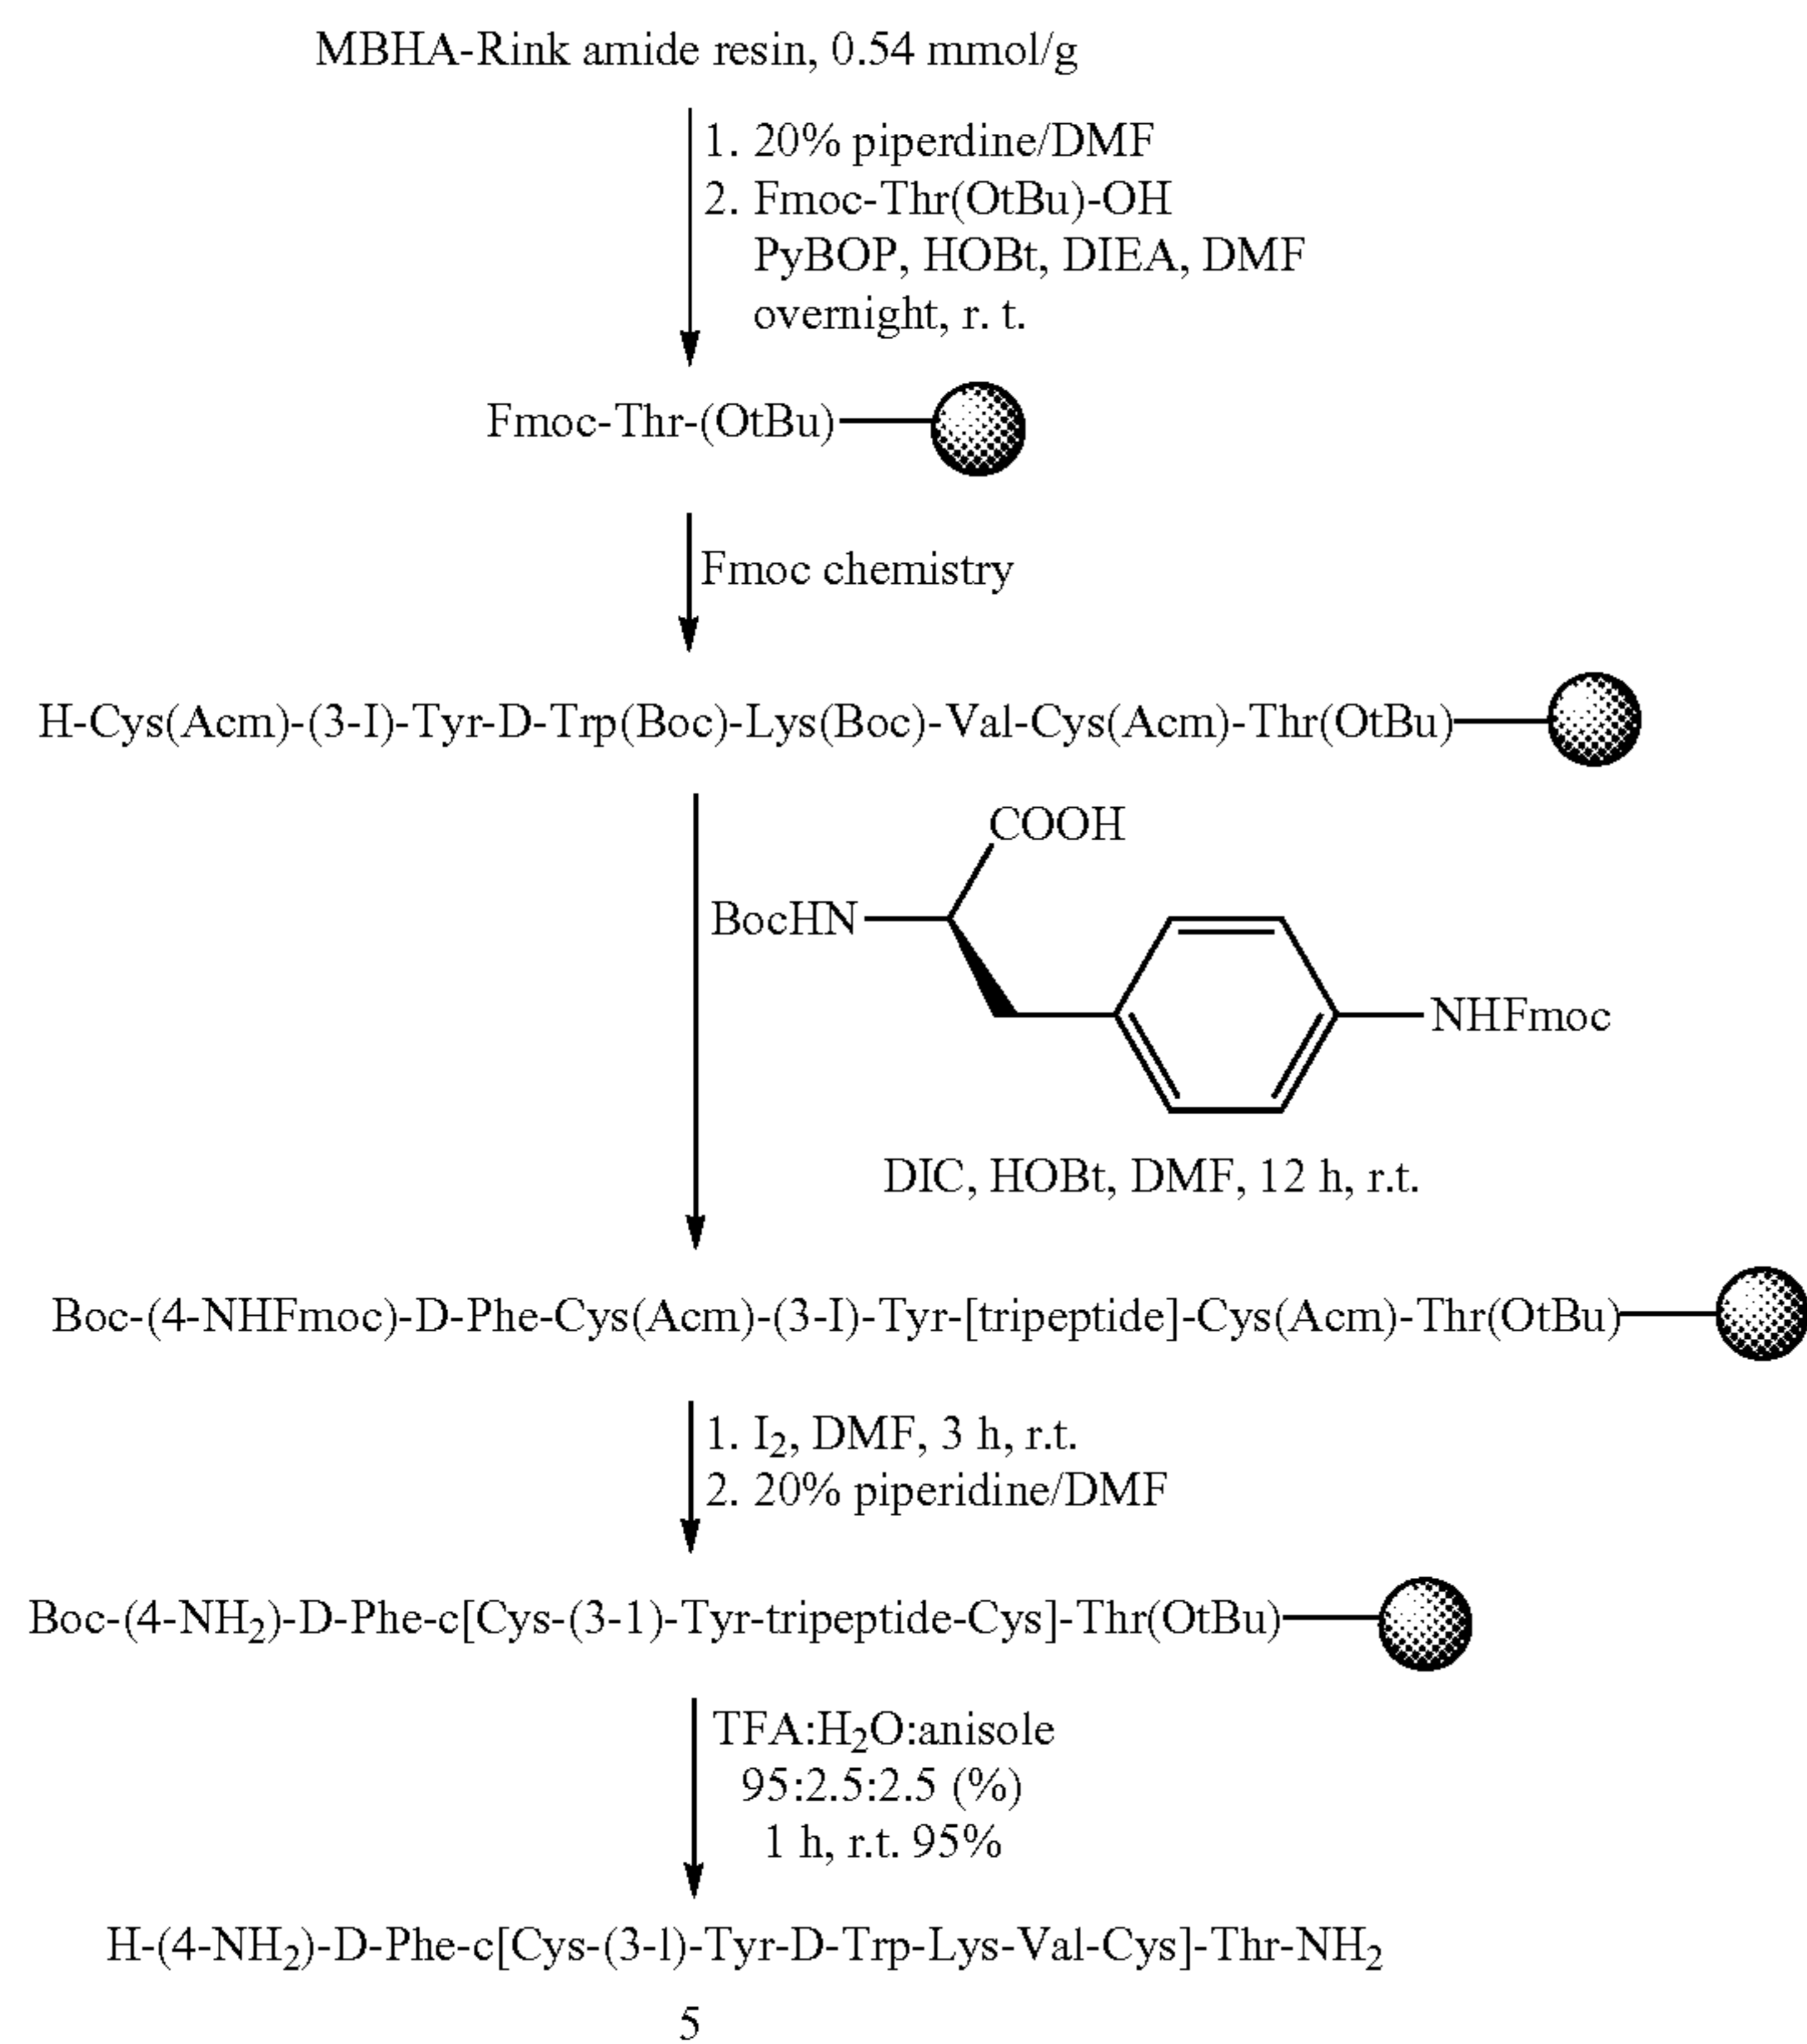 MBHA-Rink amide resin, 0.54 mmol/g
1. 20% piperdine/DMF
2. Fmoc-Thr(OtBu)-OH
PyBOP, HOBt, DIEA, DMF
overnight, r. t.
Fmoc-Thr-(OtBu)
Fmoc chemistry
H-Cys(Acm)-(3-I)-Tyr-D-Trp(Boc)-Lys(Boc)-Val-Cys(Acm)-Thr(OtBu)
COOH
BocHN
NHFmoc
DIC, HOBt, DMF, 12 h, r.t.
Boc-(4-NHFmoc)-D-Phe-Cys(Acm)-(3-I)-Tyr-[tripeptide]-Cys(Acm)-Thr(OtBu)
1. I2, DMF, 3 h, r.t.
2. 20% piperidine/DMF
Boc-(4-NH2)-D-Phe-c[Cys-(3-1)-Tyr-tripeptide-Cys]-Thr(OtBu)
TFA:H2O:anisole
95:2.5:2.5 (%)
1 h, r.t. 95%
H-(4-NH2)-D-Phe-c[Cys-(3-l)-Tyr-D-Trp-Lys-Val-Cys]-Thr-NH2
5